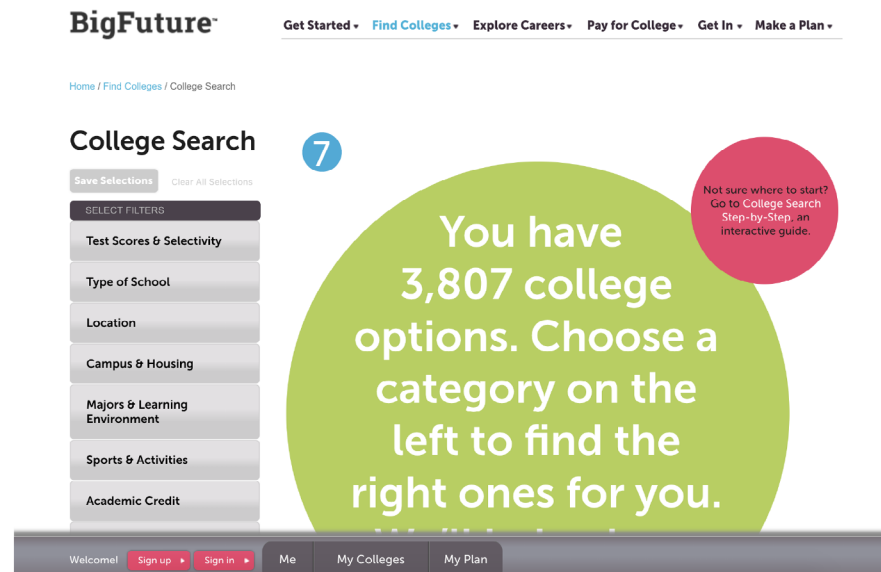 BigFuture™
Get Started Find Colleges Explore Careers Pay for College Get In Make a Plan
Home / Find Colleges / College Search
College Search
Save Selections Clear All Selections
SELECT FILTERS
Test Scores & Selectivity
Type of School
Location
Campus & Housing
Majors & Learning
Environment
Sports & Activities
Academic Credit
7
You have
3,807 college
options. Choose a
category on the
left to find the
right ones for you.
Not sure where to start?
Go to College Search
Step-by-Step, an
interactive guide.
Welcome! Sign up Sign in Me My Colleges My Plan